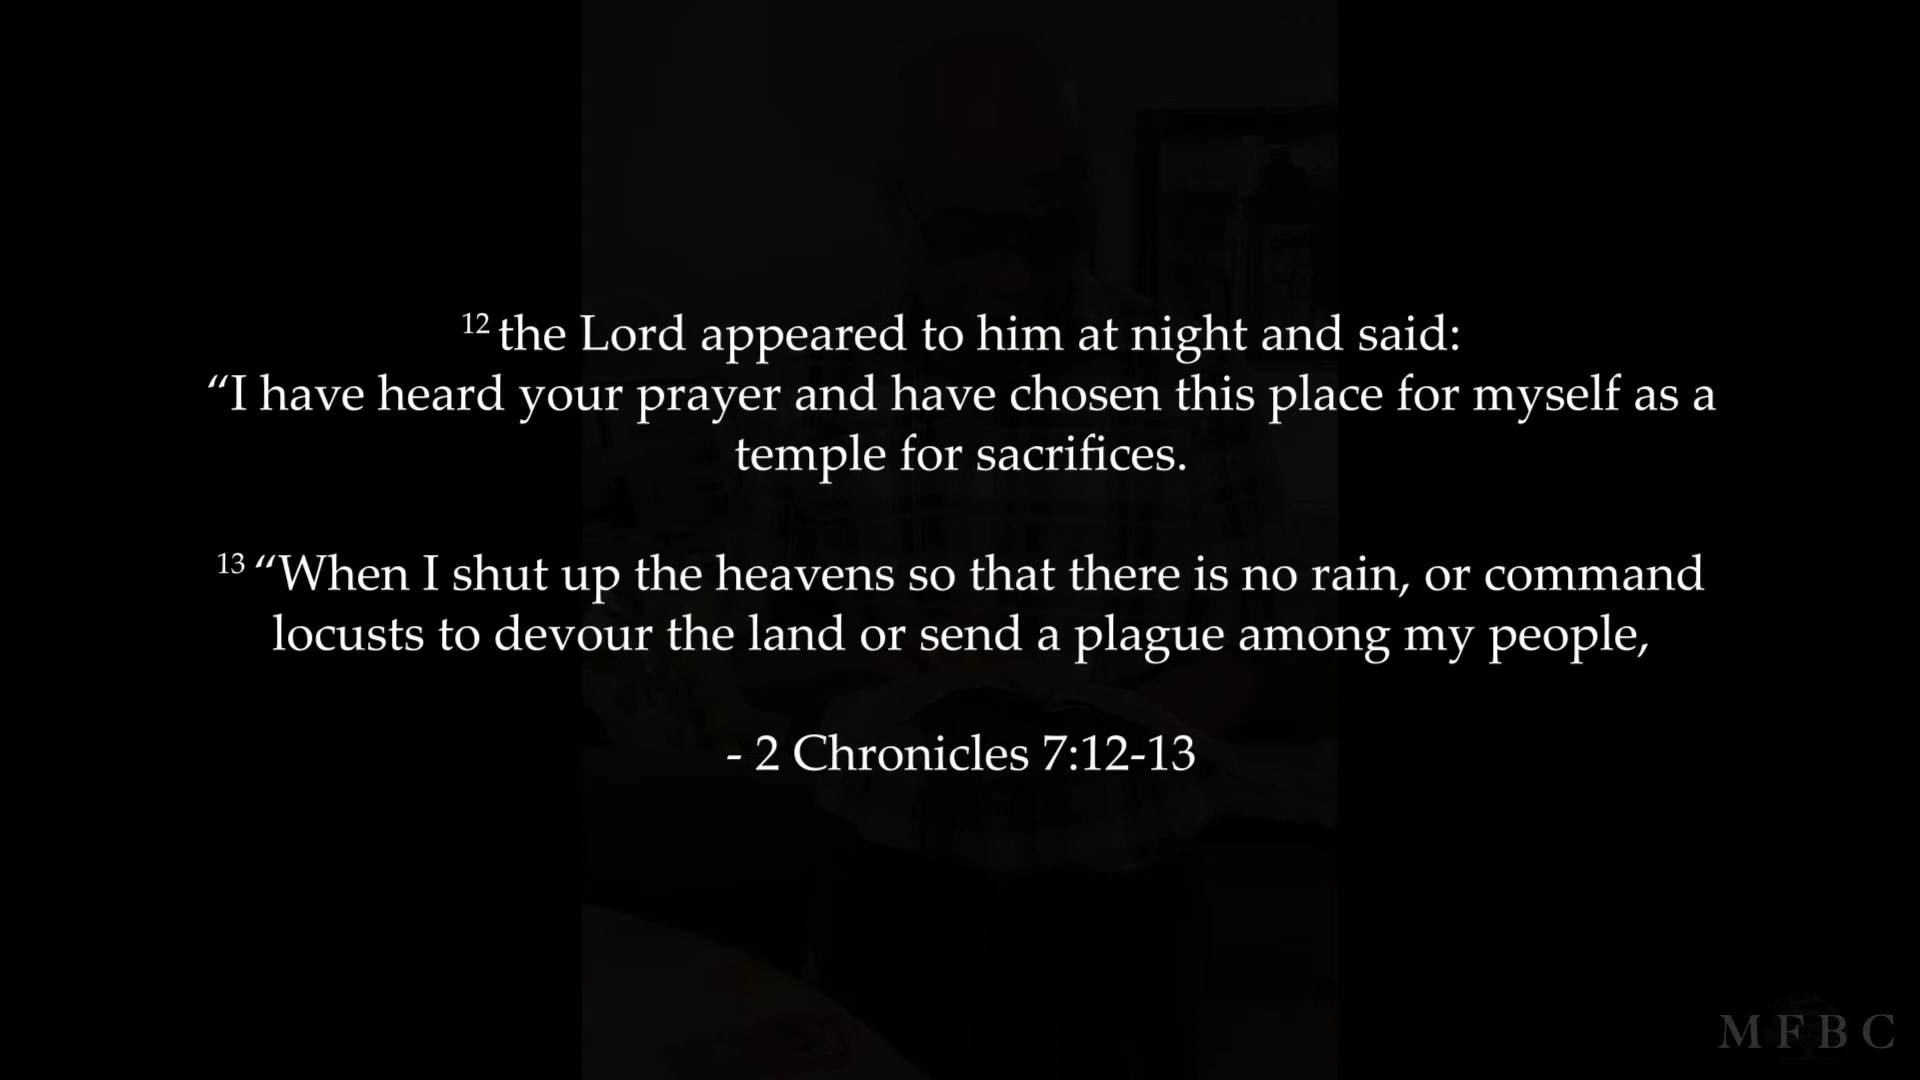 12 the Lord appeared to him at night and said:
“I have heard your prayer and have chosen this place for myself as a
temple for sacrifices.
13 “When I shut up the heavens so that there is no rain, or command
locusts to devour the land or send a plague among my people,
- 2 Chronicles 7:12-13
MFBC